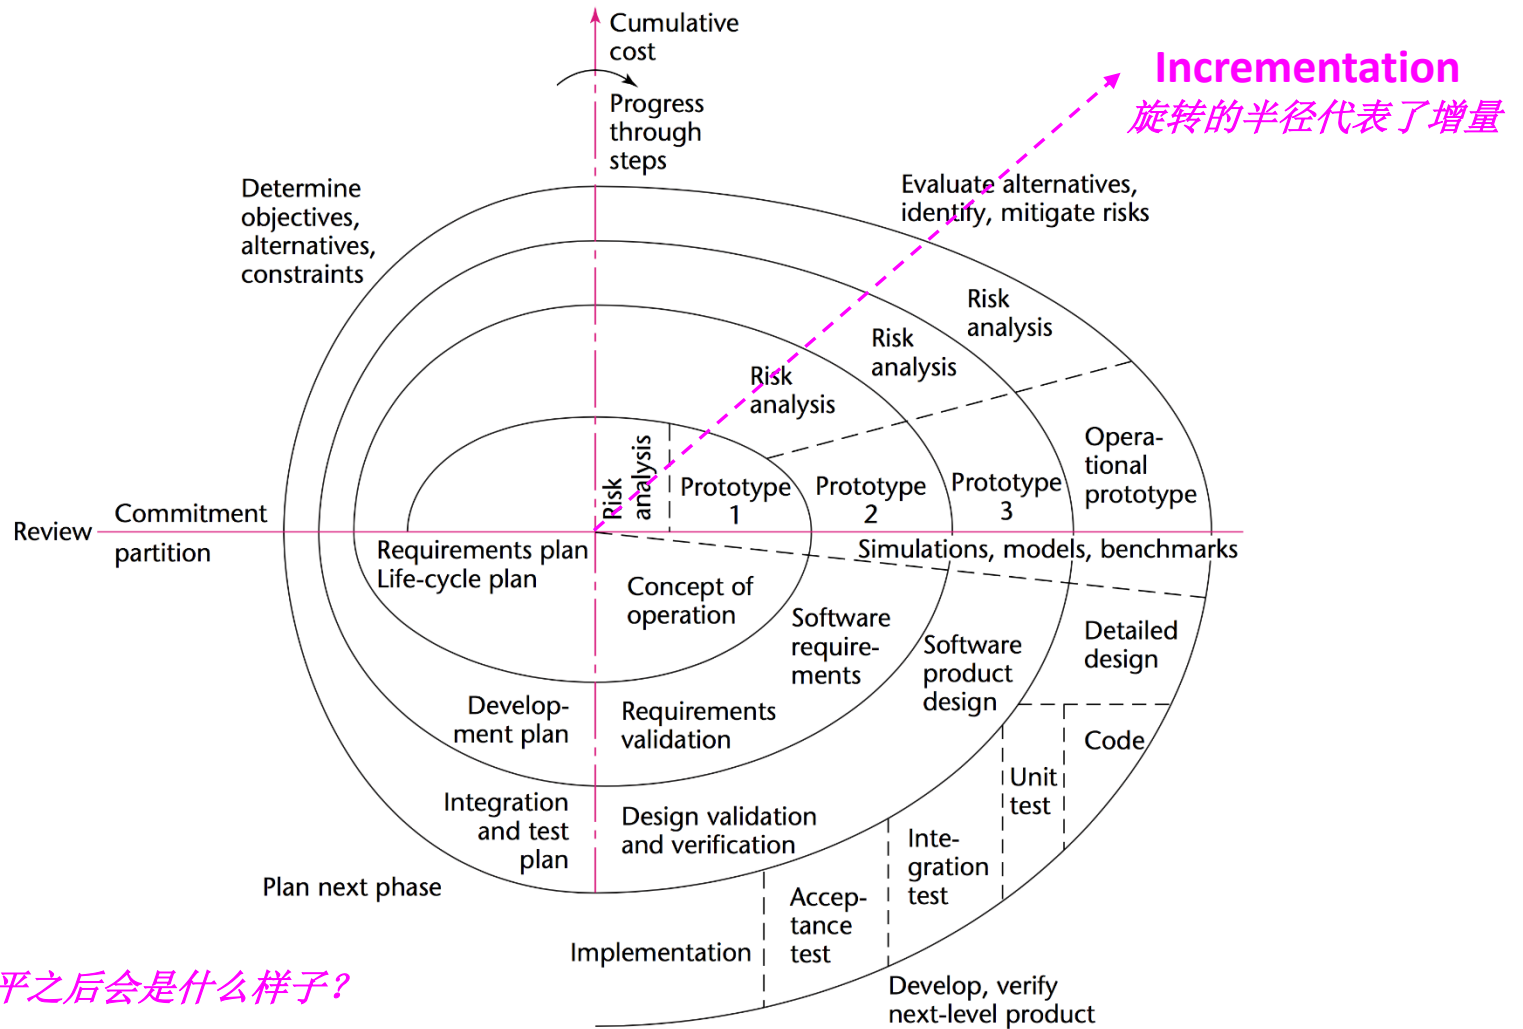 Cumulative
cost
Progress
through
steps
Incrementation
旋转的半径代表了增量
Determine
objectives,
alternatives,
constraints
Evaluate alternatives,
identify, mitigate risks
Risk
analysis
Risk
analysis
Risk
analysis
Risk
analysis
Prototype
1
Prototype
2
Prototype
3
Opera-
tional
prototype
Review
Commitment
partition
Requirements plan
Life-cycle plan
Simulations, models, benchmarks
Concept of
operation
Software
require-
ments
Software
product
design
Detailed
design
Develop-
ment plan
Requirements
validation
Code
Unit
test
Integration
and test
plan
Design validation
and verification
Inte-
gration
test
Plan next phase
Accep-
tance
test
Implementation
平之后会是什么样子？
Develop, verify
next-level product